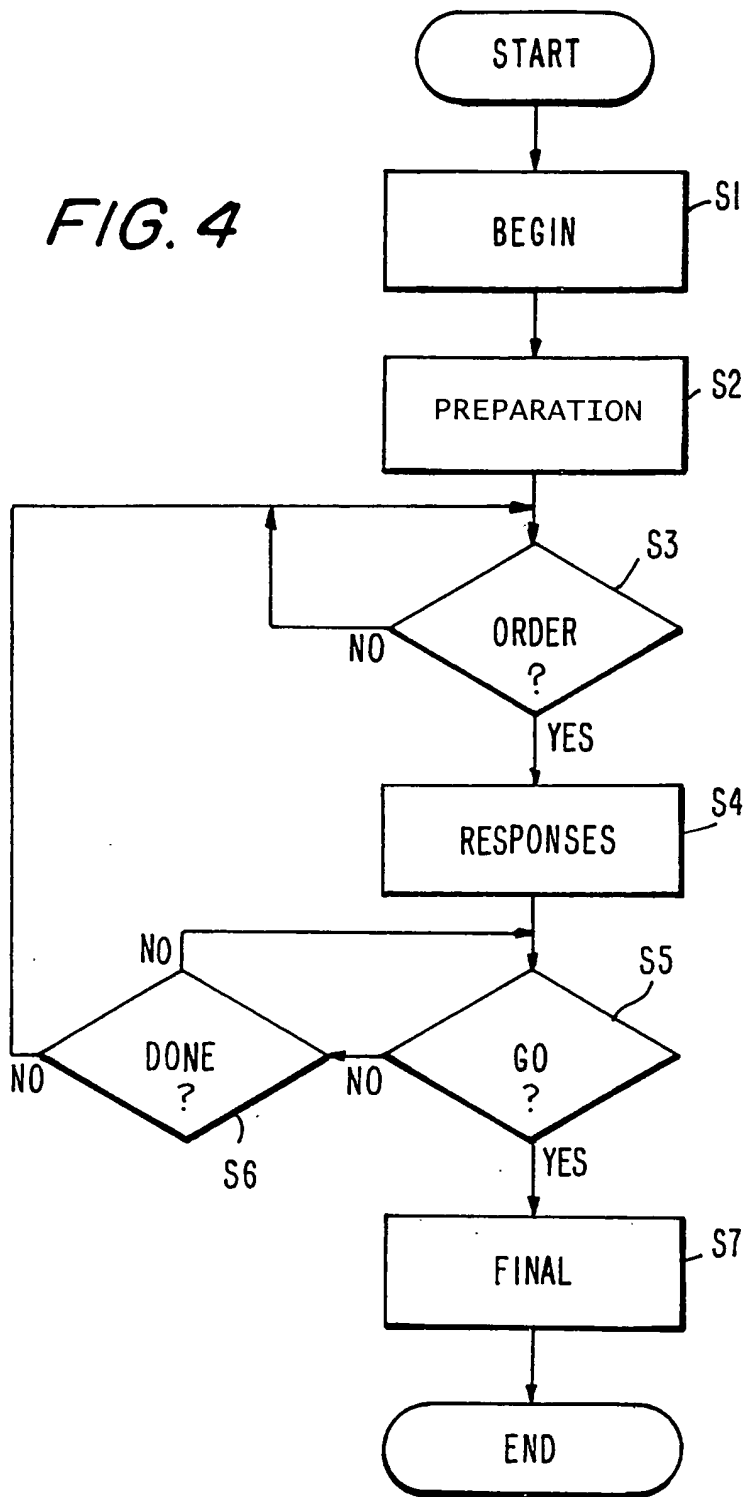 START
FIG. 4
S1
BEGIN
S2
PREPARATION
S3
ORDER
?
NO
YES
S4
RESPONSES
NO
S5
DONE
?
NO
NO
GO
?
S6
YES
S7
FINAL
END